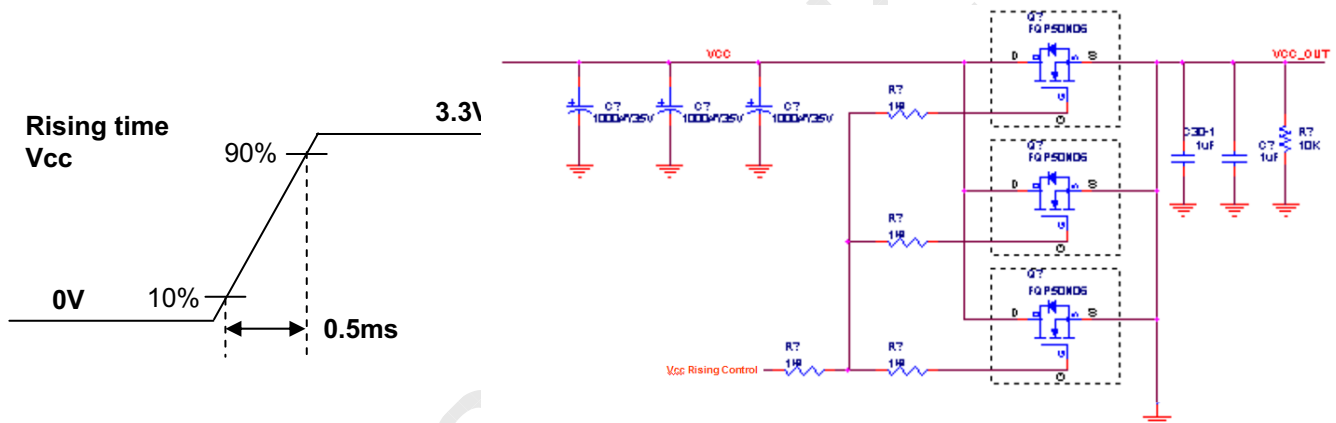 Rising time
Vcc
90%
10%
0V
3.3V
0.5ms
VCC
VCC_OUT
Q?
FQP50N06
D
S
G
R?
1K
C?
1000uF/35V
C?
1000uF/35V
C?
1000uF/35V
C30-1
1uF
C?
1uF
R?
10K
Q?
FQP50N06
D
S
G
R?
1K
Q?
FQP50N06
D
S
G
R?
1K
R?
1K
Vcc Rising Control